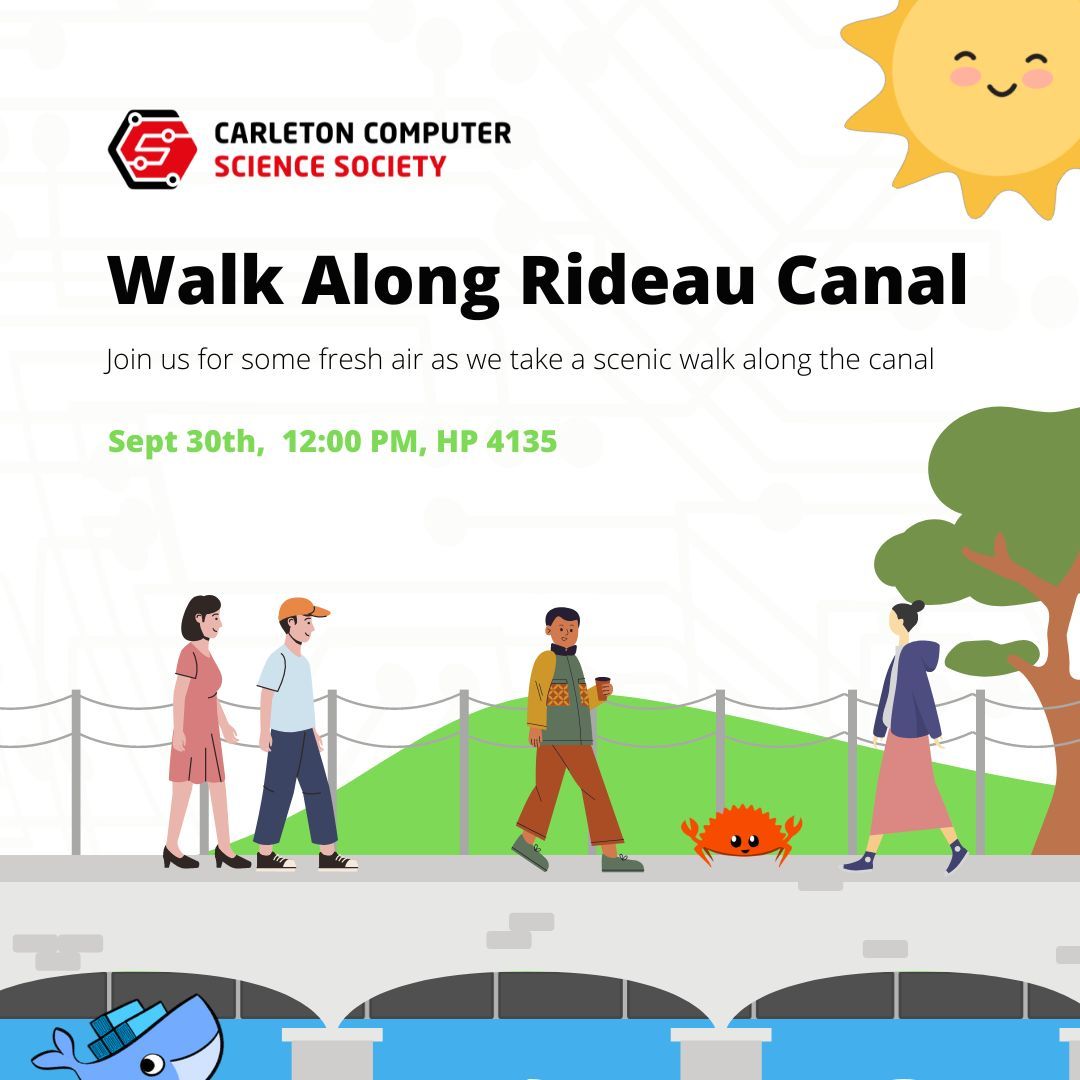 CARLETON COMPUTER
SCIENCE SOCIETY
Walk Along Rideau Canal
Join us for some fresh air as we take a scenic walk along the canal
Sept 30th,  12:00 PM, HP 4135